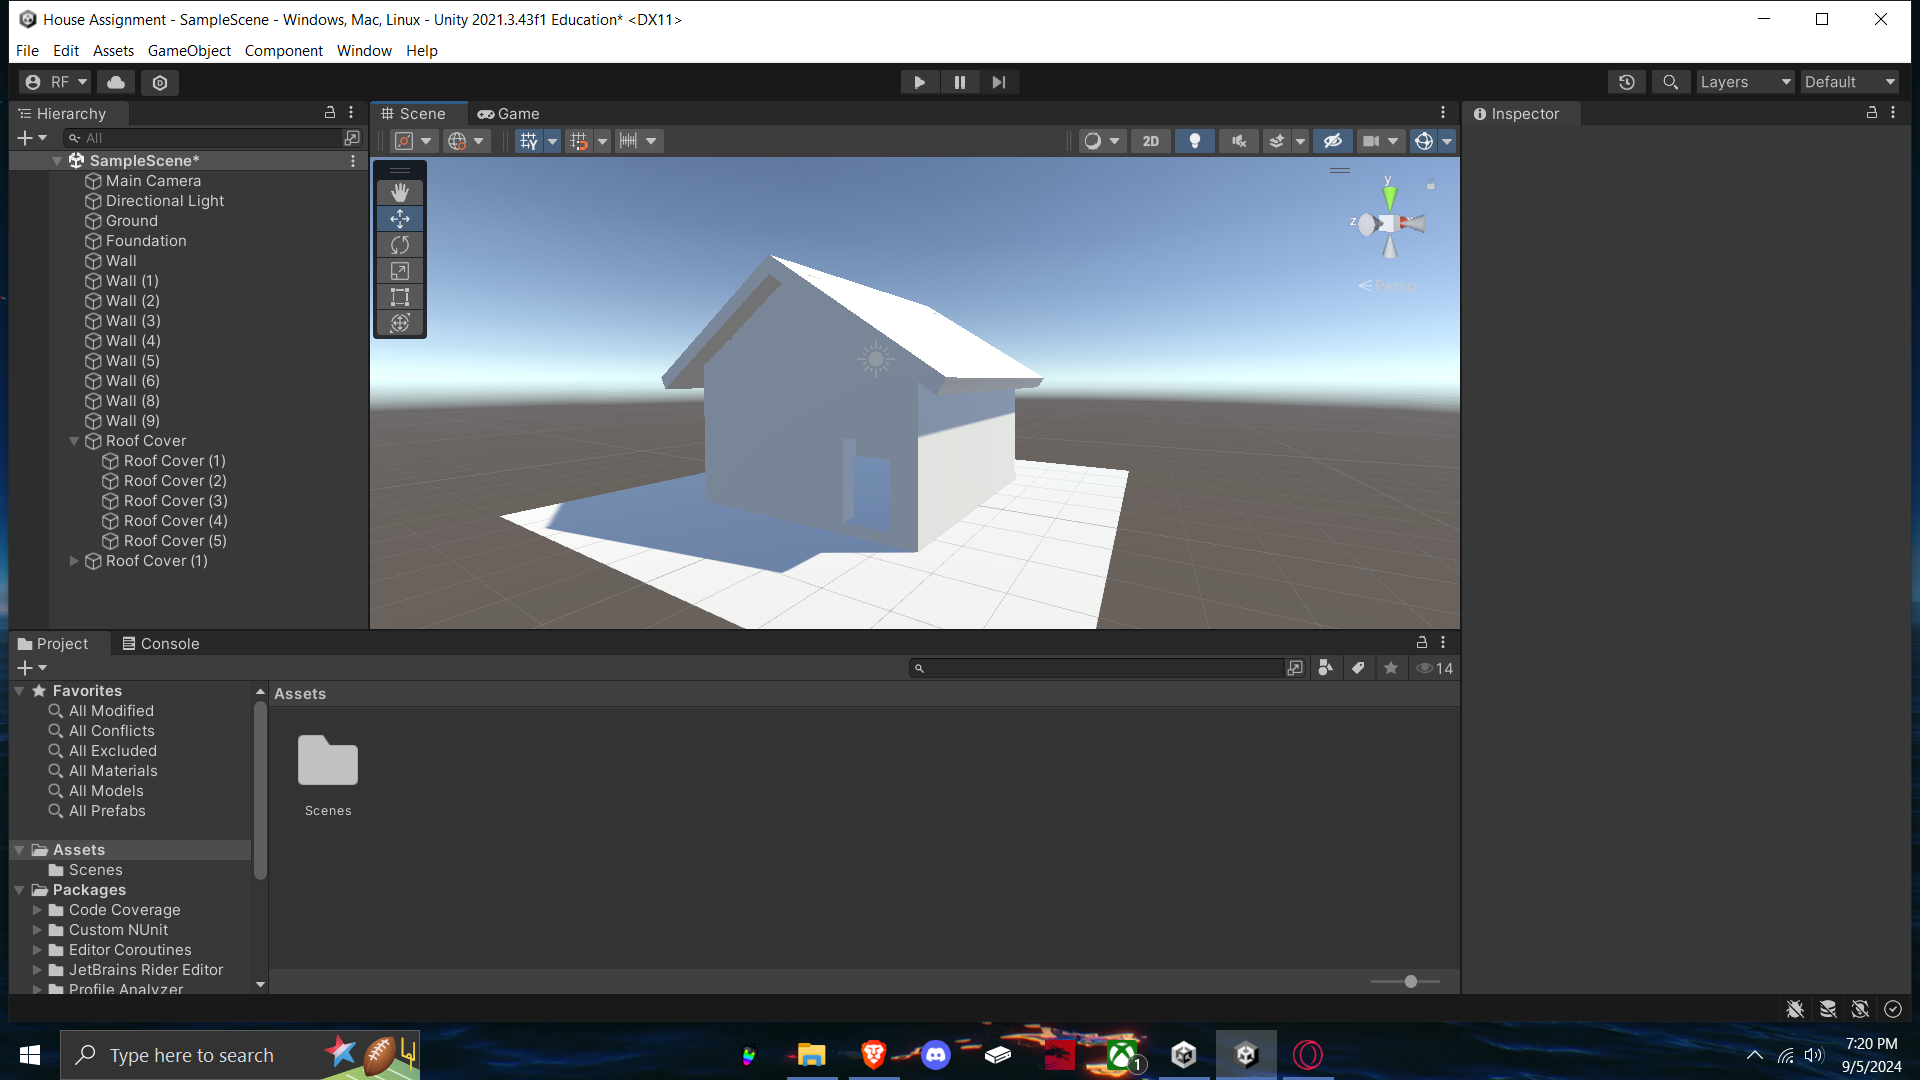 House Assignment - SampleScene - Windows, Mac, Linux - Unity 2021.3.43f1 Education* <DX11>
File Edit Assets GameObject Component Window Help
RF Layers Default
Hierarchy
All
SampleScene*
Main Camera
Directional Light
Ground
Foundation
Wall
Wall (1)
Wall (2)
Wall (3)
Wall (4)
Wall (5)
Wall (6)
Wall (8)
Wall (9)
Roof Cover
Roof Cover (1)
Roof Cover (2)
Roof Cover (3)
Roof Cover (4)
Roof Cover (5)
Roof Cover (1)
Scene Game
2D
y
z
x
Persp
Inspector
Project Console
14
Favorites
All Modified
All Conflicts
All Excluded
All Materials
All Models
All Prefabs
Assets
Scenes
Packages
Code Coverage
Custom NUnit
Editor Coroutines
JetBrains Rider Editor
Profile Analyzer
Assets
Scenes
Type here to search
1
7:20 PM
9/5/2024